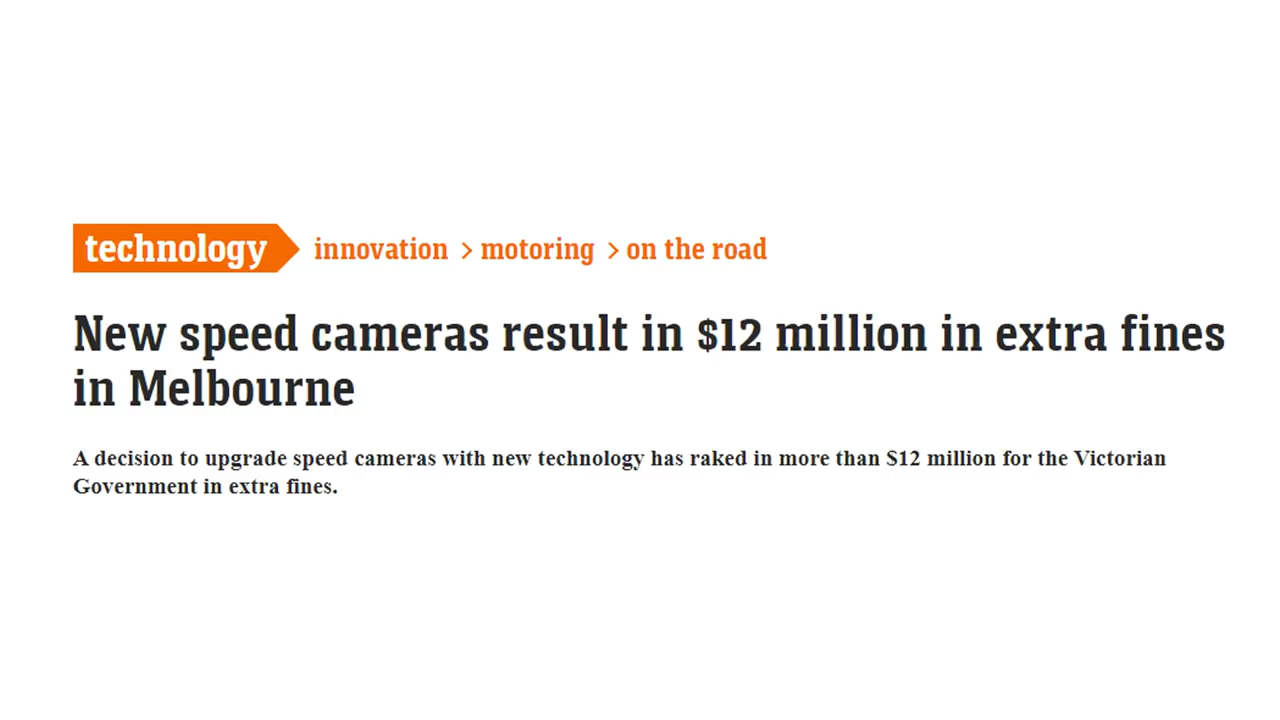 technology innovation > motoring > on the road
New speed cameras result in $12 million in extra fines
in Melbourne
A decision to upgrade speed cameras with new technology has raked in more than $12 million for the Victorian
Government in extra fines.